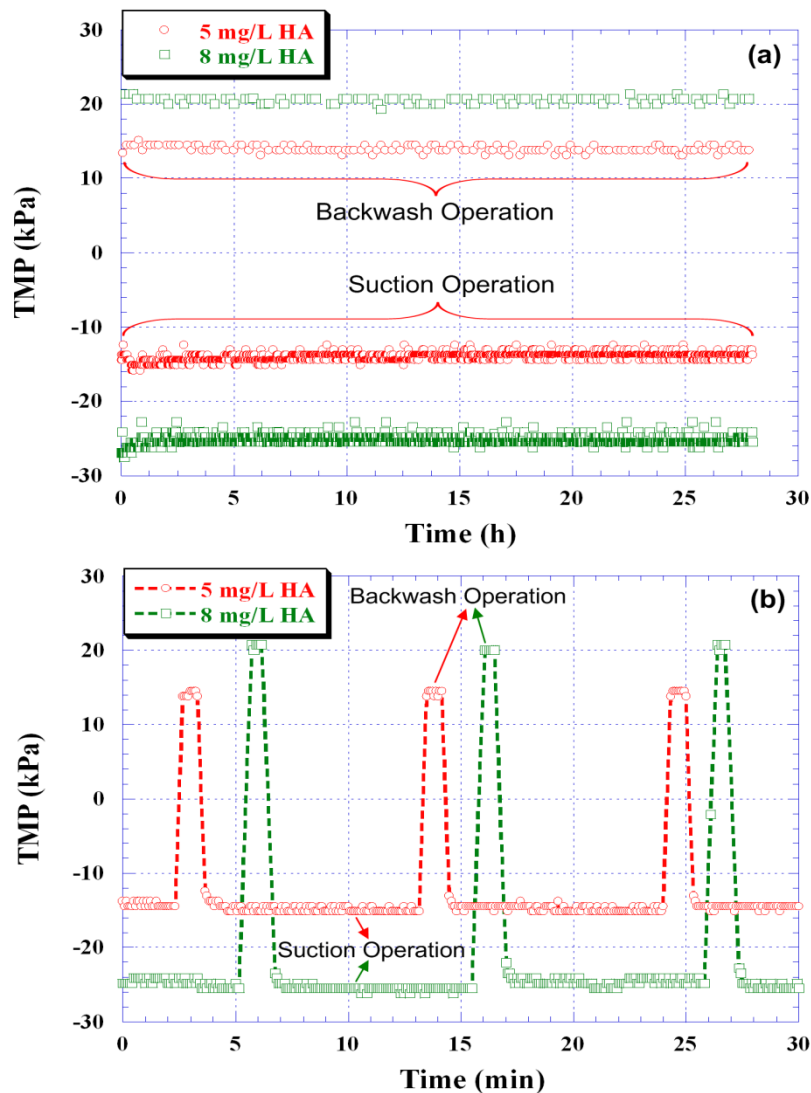 30
5 mg/L HA
(a)
8 mg/L HA
20
10
Backwash Operation
TMP (kPa)
0
Suction Operation
-10
-20
-30
0 5 10 15 20 25 30
Time (h)
30
5 mg/L HA
Backwash Operation
(b)
8 mg/L HA
20
10
TMP (kPa)
0
-10
-20
Suction Operation
-30
0 5 10 15 20 25 30
Time (min)